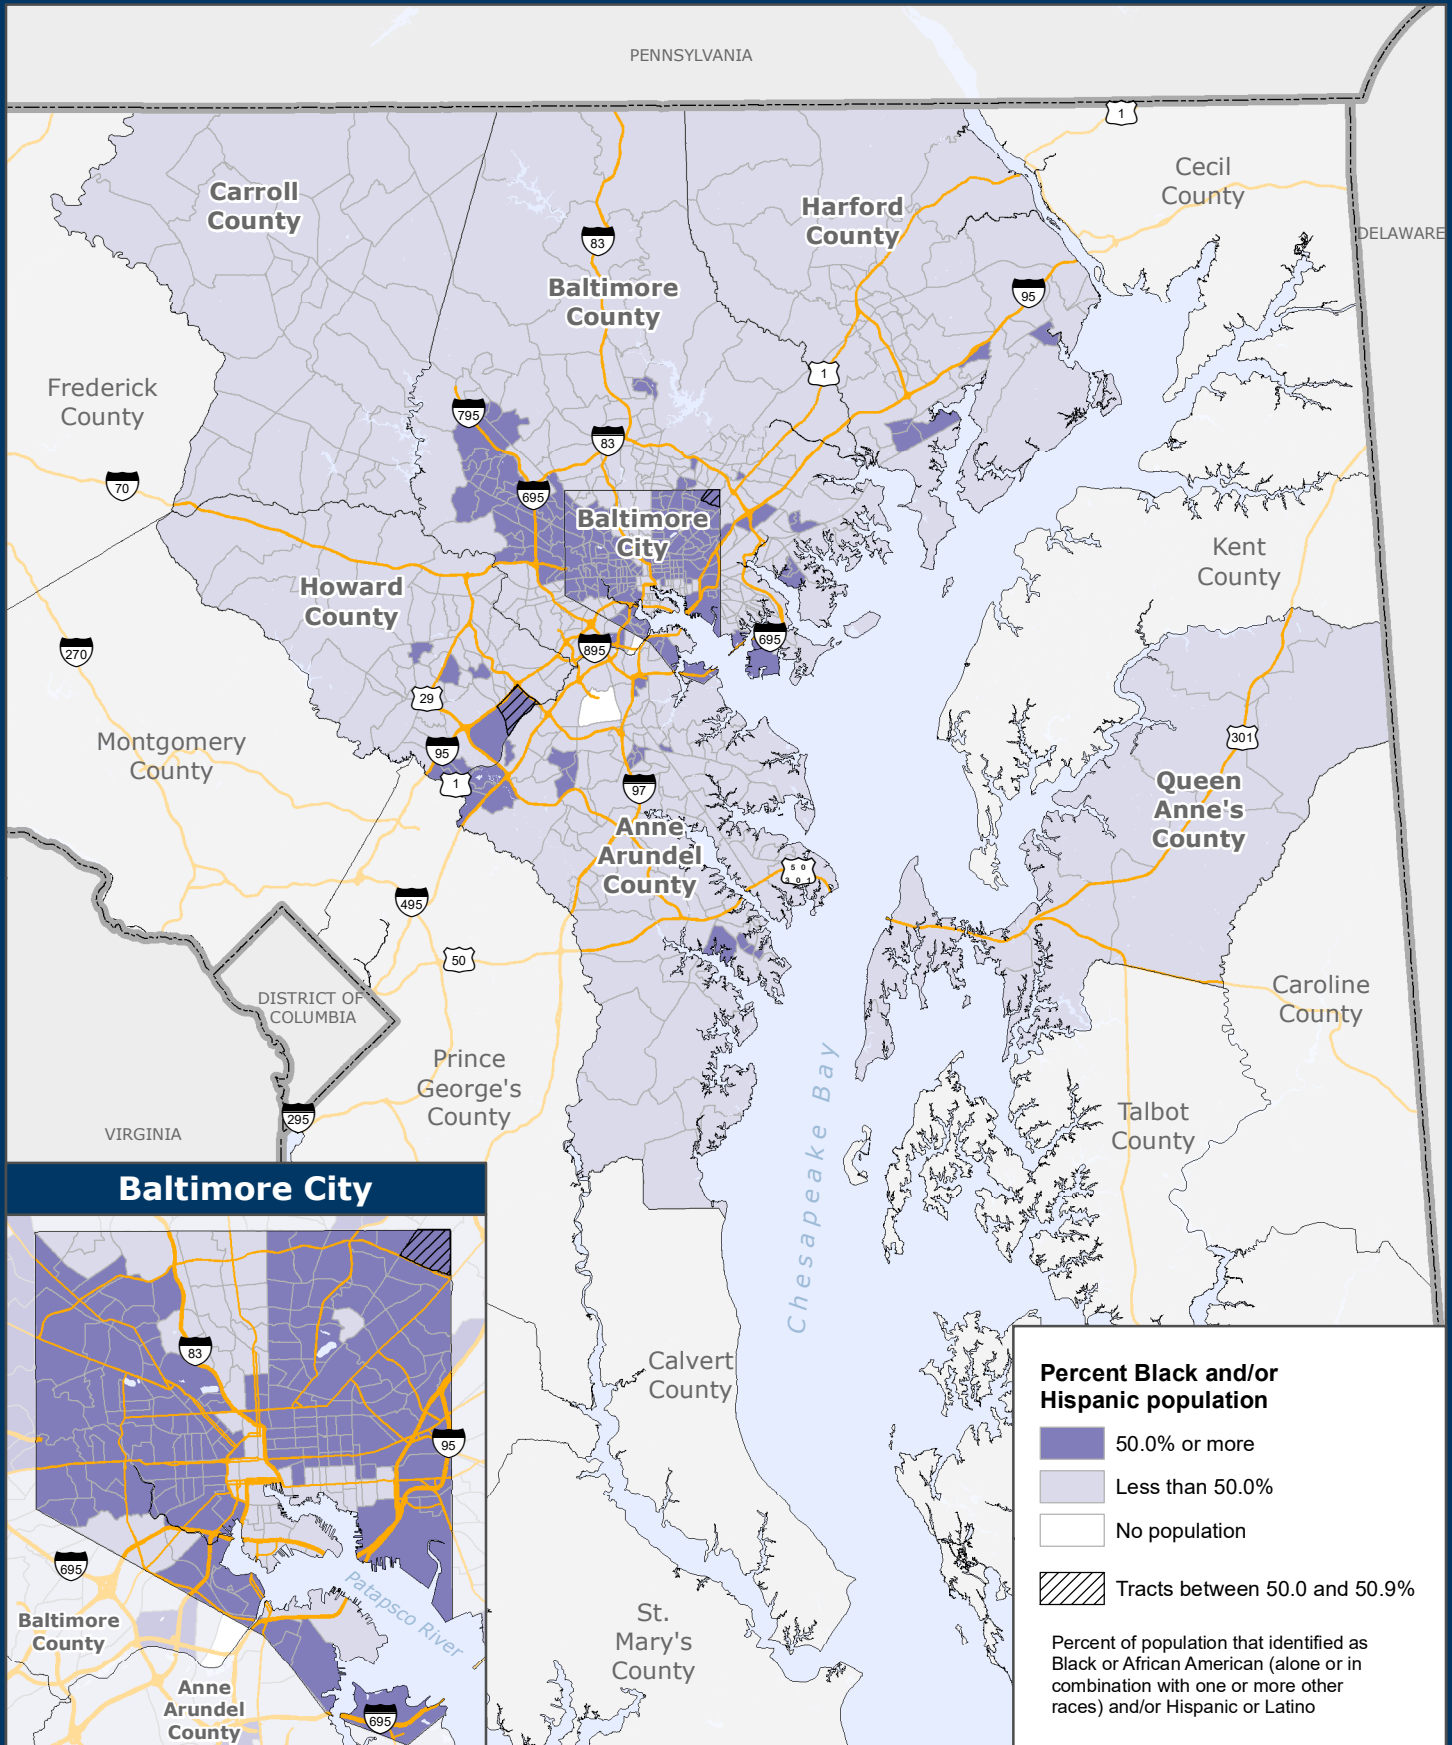 PENNSYLVANIA
1
Cecil
County
Carroll
County
Harford
County
DELAWARE
83
Baltimore
County
95
1
Frederick
County
795
83
70
695
Baltimore
City
Kent
County
Howard
County
270
895
695
29
Montgomery
County
95
1
301
97
Queen
Anne's
County
Anne
Arundel
County
50
301
495
50
DISTRICT OF
COLUMBIA
Caroline
County
Prince
George's
County
Chesapeake Bay
Talbot
County
295
VIRGINIA
Baltimore City
83
95
695
Patapsco River
Baltimore
County
Anne
Arundel
County
695
Calvert
County
St.
Mary's
County
Percent Black and/or
Hispanic population
50.0% or more
Less than 50.0%
No population
Tracts between 50.0 and 50.9%
Percent of population that identified as
Black or African American (alone or in
combination with one or more other
races) and/or Hispanic or Latino